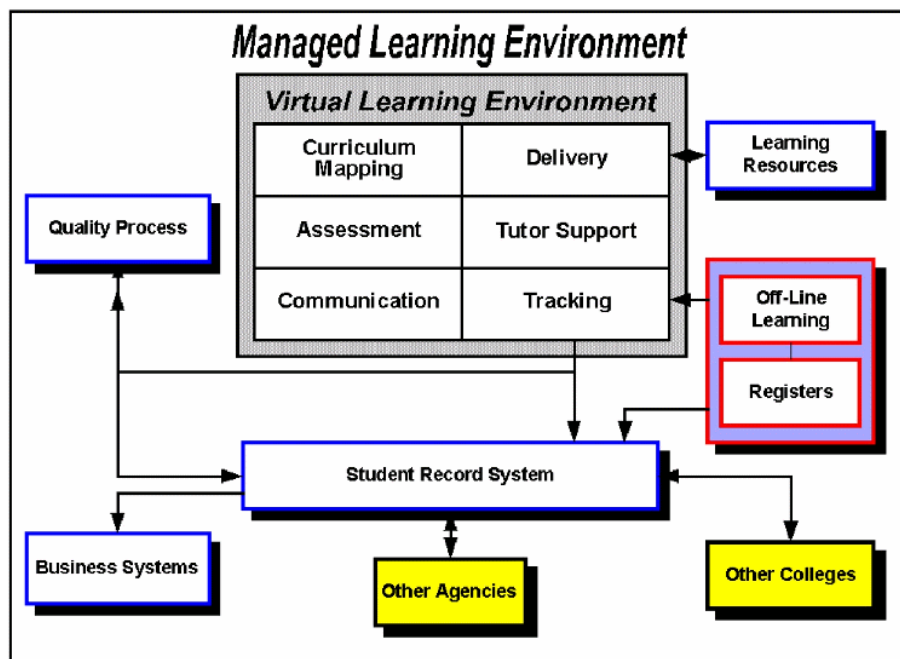 Managed Learning Environment
Virtual Learning Environment
Curriculum
Mapping
Delivery
Learning
Resources
Quality Process
Assessment
Tutor Support
Communication
Tracking
Off-Line
Learning
Registers
Student Record System
Business Systems
Other Agencies
Other Colleges